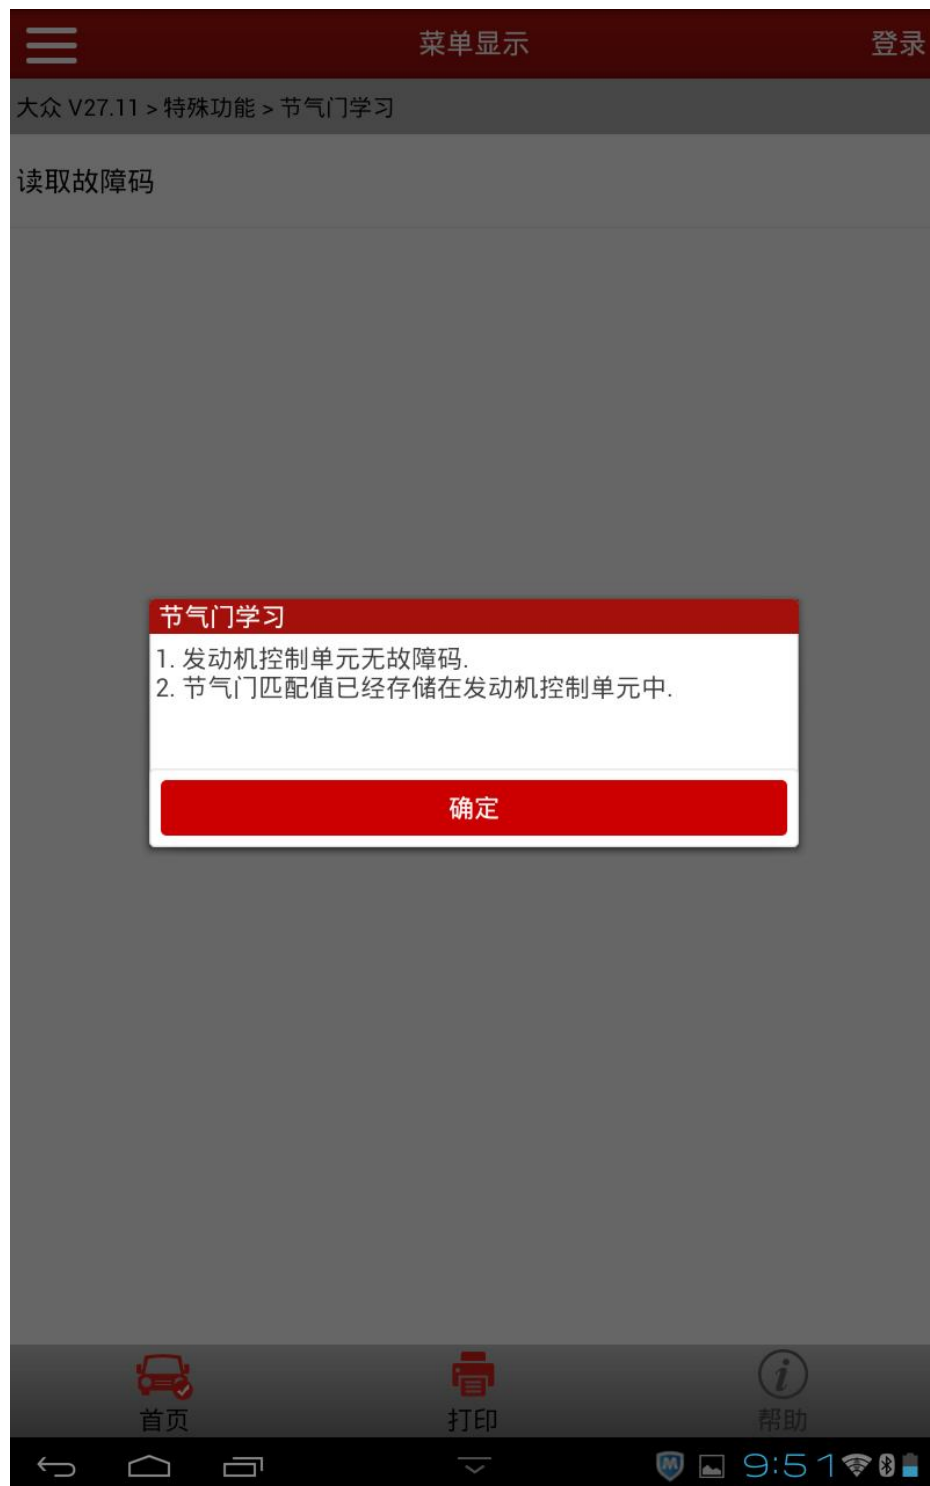 菜单显示
登录
大众 V27.11 > 特殊功能 > 节气门学习
读取故障码
节气门学习
1. 发动机控制单元无故障码.
2. 节气门匹配值已经存储在发动机控制单元中.
确定
首页
打印
帮助
9:51